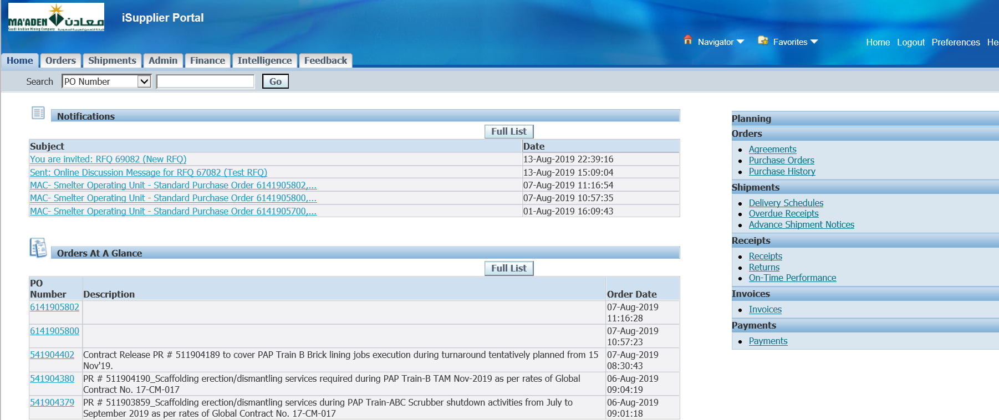 MA'ADEN معادن
Saudi Arabian Mining Company
iSupplier Portal
Navigator
Favorites
Home Logout Preferences He
Home Orders Shipments Admin Finance Intelligence Feedback
Search PO Number Go
Notifications
Full List
Subject Date
You are invited: RFQ 69082 (New RFQ) 13-Aug-2019 22:39:16
Sent: Online Discussion Message for RFQ 67082 (Test RFQ) 13-Aug-2019 15:09:04
MAC- Smelter Operating Unit - Standard Purchase Order 6141905802,... 07-Aug-2019 11:16:54
MAC- Smelter Operating Unit - Standard Purchase Order 6141905800,... 07-Aug-2019 10:57:35
MAC- Smelter Operating Unit - Standard Purchase Order 6141905700,... 01-Aug-2019 16:09:43
Orders At A Glance
Full List
PO
Number Description Order Date
6141905802 07-Aug-2019
11:16:28
6141905800 07-Aug-2019
10:57:23
541904402 Contract Release PR # 511904189 to cover PAP Train B Brick lining jobs execution during turnaround tentatively planned from 15 07-Aug-2019
Nov'19. 08:30:43
541904380 PR # 511904190_Scaffolding erection/dismantling services required during PAP Train-B TAM Nov-2019 as per rates of Global 06-Aug-2019
Contract No. 17-CM-017 09:04:19
541904379 PR # 511903859_Scaffolding erection/dismantling services during PAP Train-ABC Scrubber shutdown activities from July to 06-Aug-2019
September 2019 as per rates of Global Contract No. 17-CM-017 09:01:18
Planning
Orders
Agreements
Purchase Orders
Purchase History
Shipments
Delivery Schedules
Overdue Receipts
Advance Shipment Notices
Receipts
Receipts
Returns
On-Time Performance
Invoices
Invoices
Payments
Payments